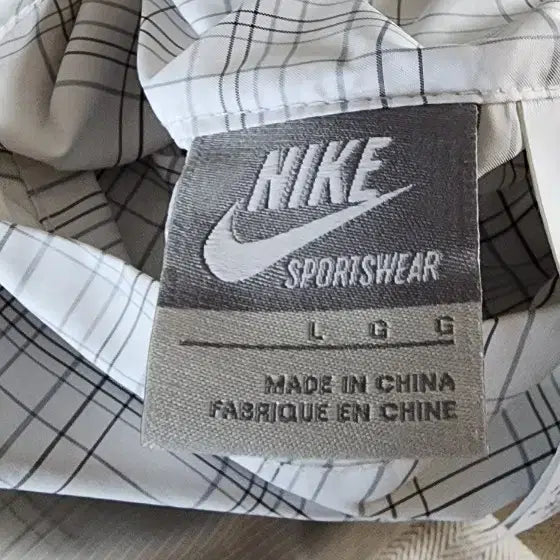 NIKE
SPORTSWEAR
L G G
MADE IN CHINA
FABRIQUE EN CHINE